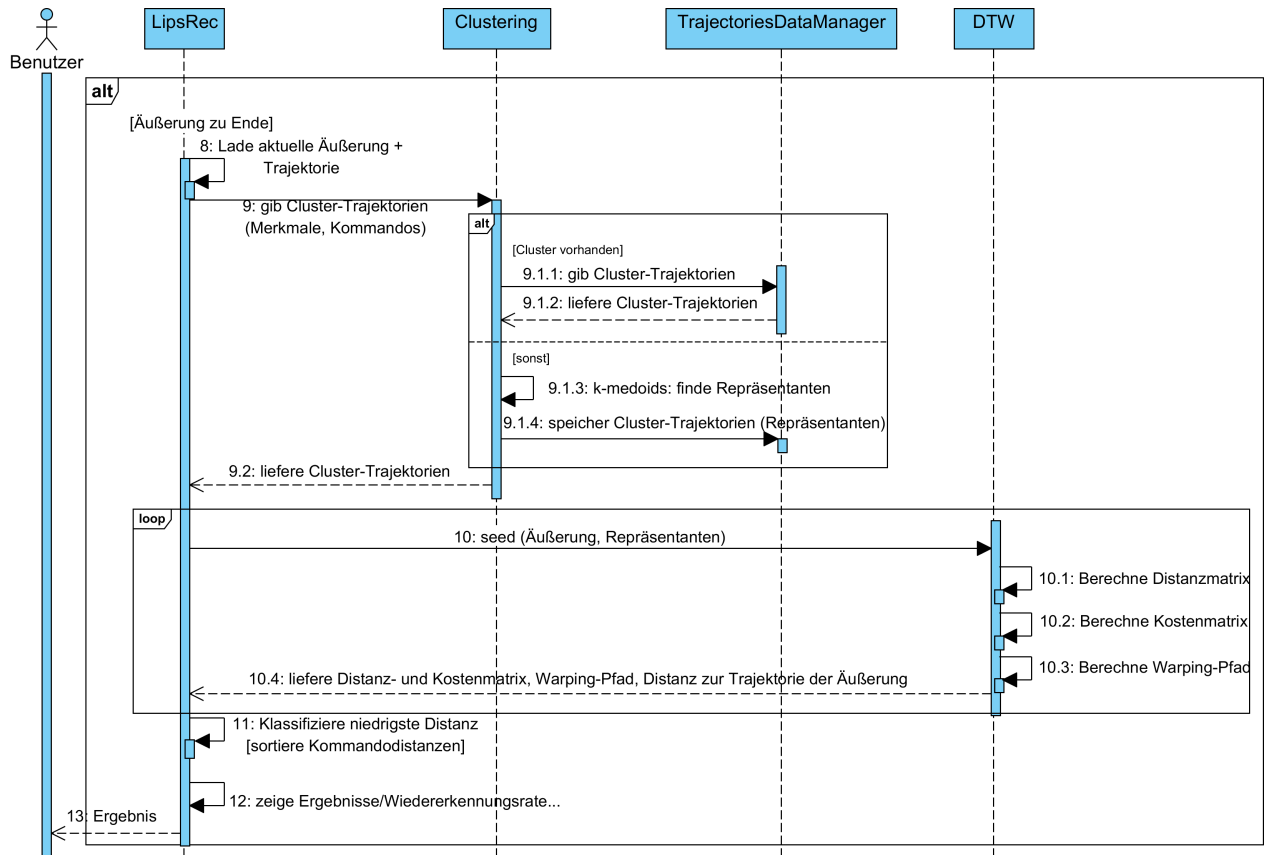 LipsRec
Clustering
TrajectoriesDataManager
DTW
Benutzer
alt
[Äußerung zu Ende]
8: Lade aktuelle Äußerung +
Trajektorie
9: gib Cluster-Trajektorien
(Merkmale, Kommandos)
alt
[Cluster vorhanden]
9.1.1: gib Cluster-Trajektorien
9.1.2: liefere Cluster-Trajektorien
[sonst]
9.1.3: k-medoids: finde Repräsentanten
9.1.4: speicher Cluster-Trajektorien (Repräsentanten)
9.2: liefere Cluster-Trajektorien
loop
10: seed (Äußerung, Repräsentanten)
10.1: Berechne Distanzmatrix
10.2: Berechne Kostenmatrix
10.3: Berechne Warping-Pfad
10.4: liefere Distanz- und Kostenmatrix, Warping-Pfad, Distanz zur Trajektorie der Äußerung
11: Klassifiziere niedrigste Distanz
[sortiere Kommandodistanzen]
12: zeige Ergebnisse/Wiedererkennungsrate...
13: Ergebnis